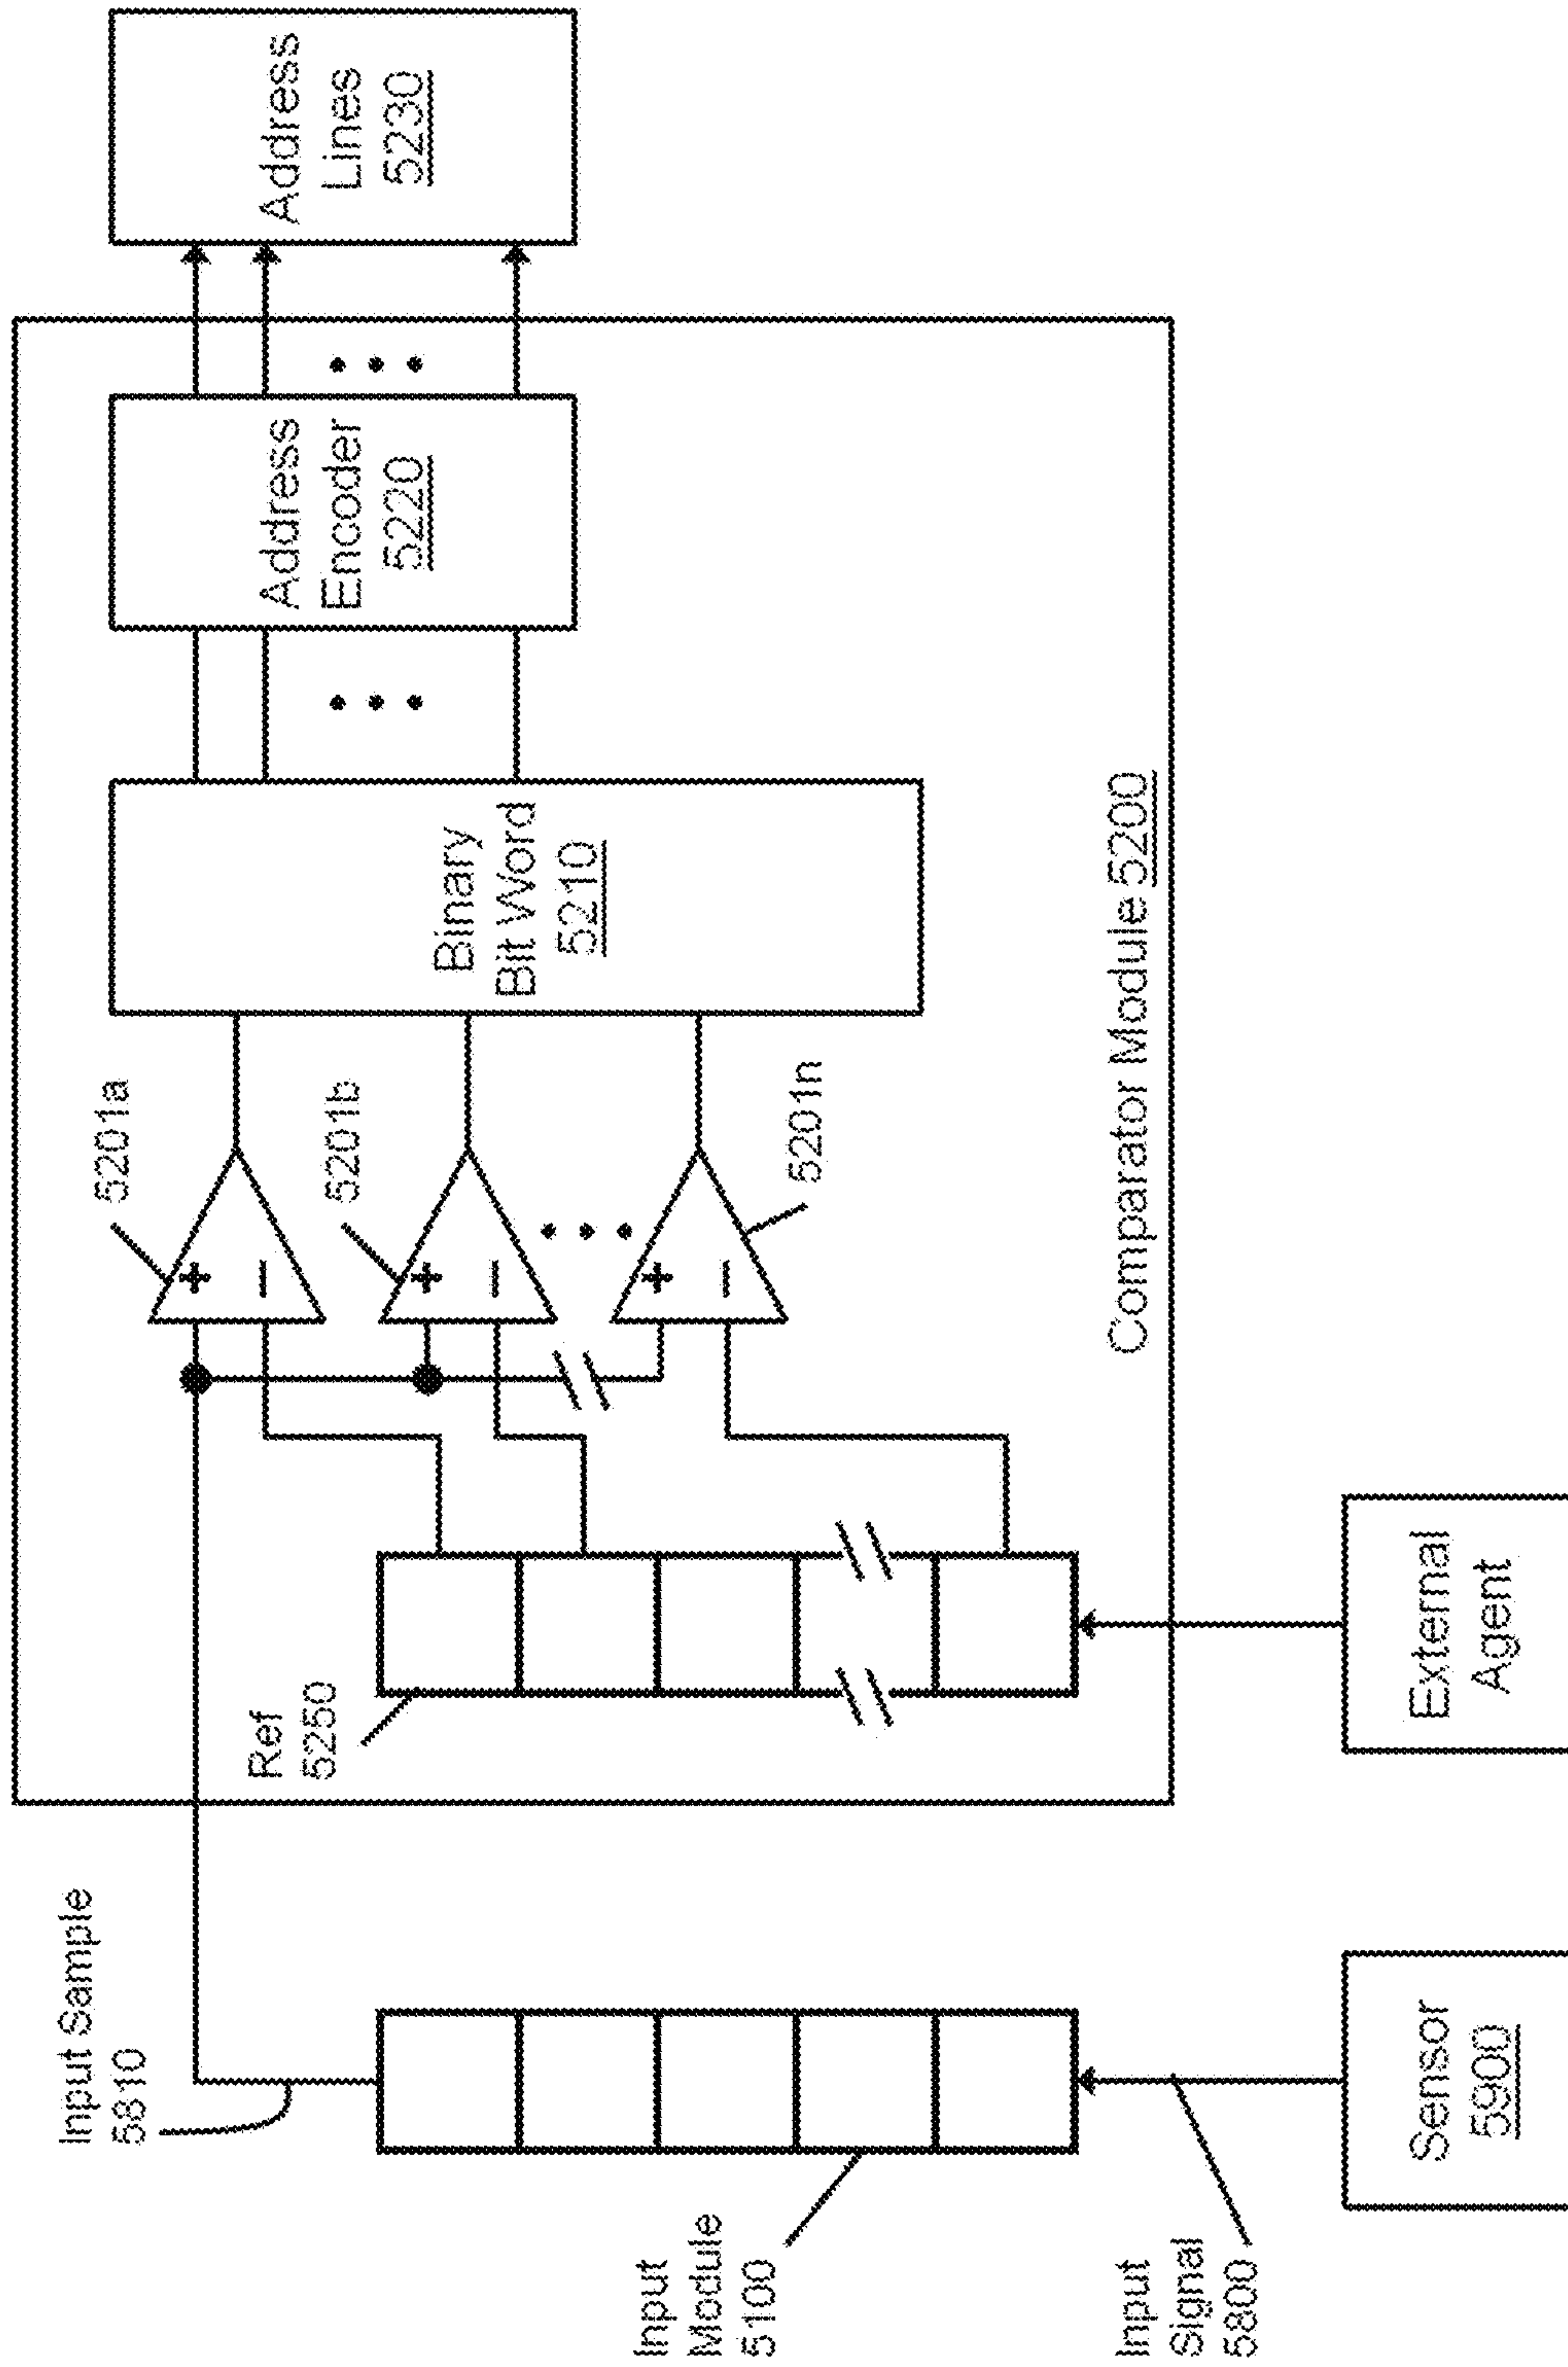 Input Sample
5810
Input
Module
5100
Input
Signal
5800
Sensor
5900
Ref
5250
External
Agent
5201a
5201b
5201n
+
−
+
−
+
−
Binary
Bit Word
5210
Address
Encoder
5220
Address
Lines
5230
Comparator Module 5200